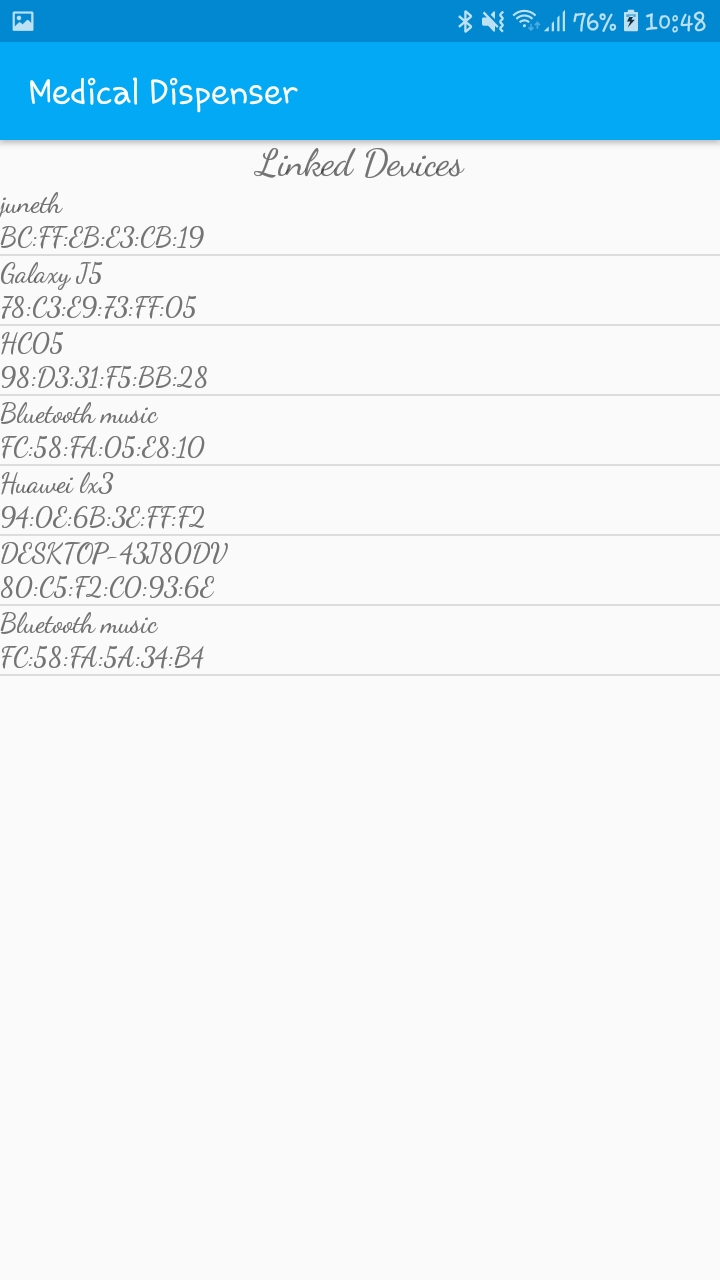 76% 10:48
Medical Dispenser
Linked Devices
juneth
BC:FF:EB:E3:CB:19
Galaxy J5
78:C3:E9:73:FF:05
HC05
98:D3:31:F5:BB:28
Bluetooth music
FC:58:FA:05:E8:10
Huawei lx3
94:0E:6B:3E:FF:F2
DESKTOP-43J80DV
80:C5:F2:C0:93:6E
Bluetooth music
FC:58:FA:5A:34:B4